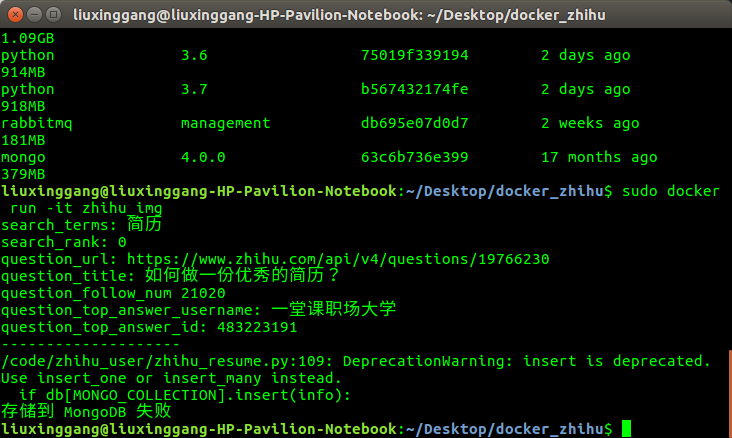 liuxinggang@liuxinggang-HP-Pavilion-Notebook: ~/Desktop/docker_zhihu
1.09GB
python 3.6 75019f339194 2 days ago
914MB
python 3.7 b567432174fe 2 days ago
918MB
rabbitmq management db695e07d0d7 2 weeks ago
181MB
mongo 4.0.0 63c6b736e399 17 months ago
379MB
liuxinggang@liuxinggang-HP-Pavilion-Notebook:~/Desktop/docker_zhihu$ sudo docker
run -it zhihu_img
search_terms: 简历
search_rank: 0
question_url: https://www.zhihu.com/api/v4/questions/19766230
question_title: 如何做一份优秀的简历？
question_follow_num 21020
question_top_answer_username: 一堂课职场大学
question_top_answer_id: 483223191
--------------------
/code/zhihu_user/zhihu_resume.py:109: DeprecationWarning: insert is deprecated.
Use insert_one or insert_many instead.
if db[MONGO_COLLECTION].insert(info):
存储到 MongoDB 失败
liuxinggang@liuxinggang-HP-Pavilion-Notebook:~/Desktop/docker_zhihu$